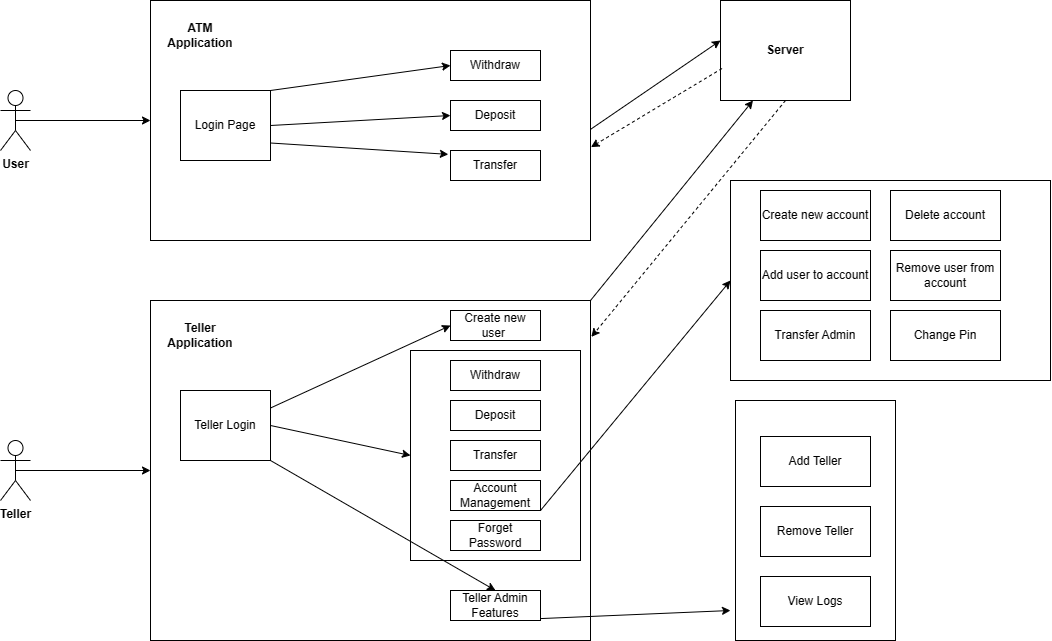 ATM
Application
Login Page
Withdraw
Deposit
Transfer
User
Server
Create new account
Delete account
Add user to account
Remove user from
account
Transfer Admin
Change Pin
Teller
Application
Create new
user
Teller Login
Withdraw
Deposit
Transfer
Account
Management
Forget
Password
Teller
Teller Admin
Features
Add Teller
Remove Teller
View Logs